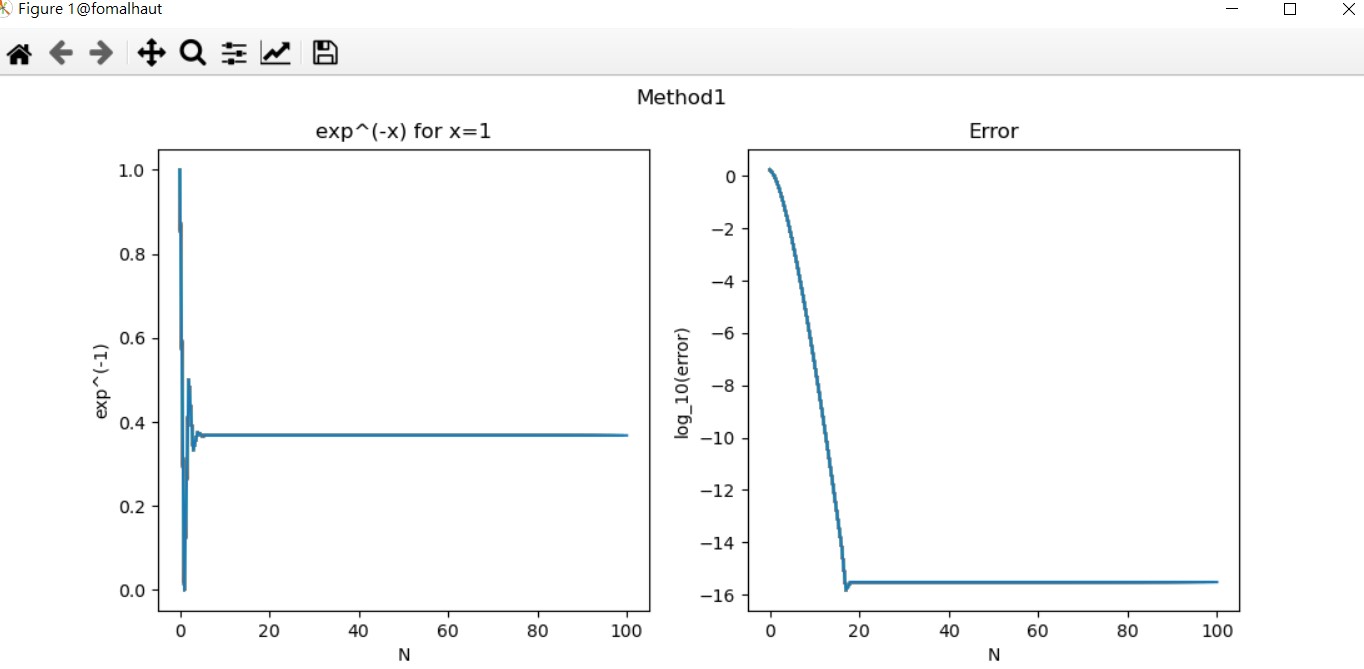 Figure 1@fomalhaut
Method1
exp^(-x) for x=1
exp^(-1)
1.0
0.8
0.6
0.4
0.2
0.0
0 20 40 60 80 100
N
Error
log_10(error)
0
−2
−4
−6
−8
−10
−12
−14
−16
0 20 40 60 80 100
N